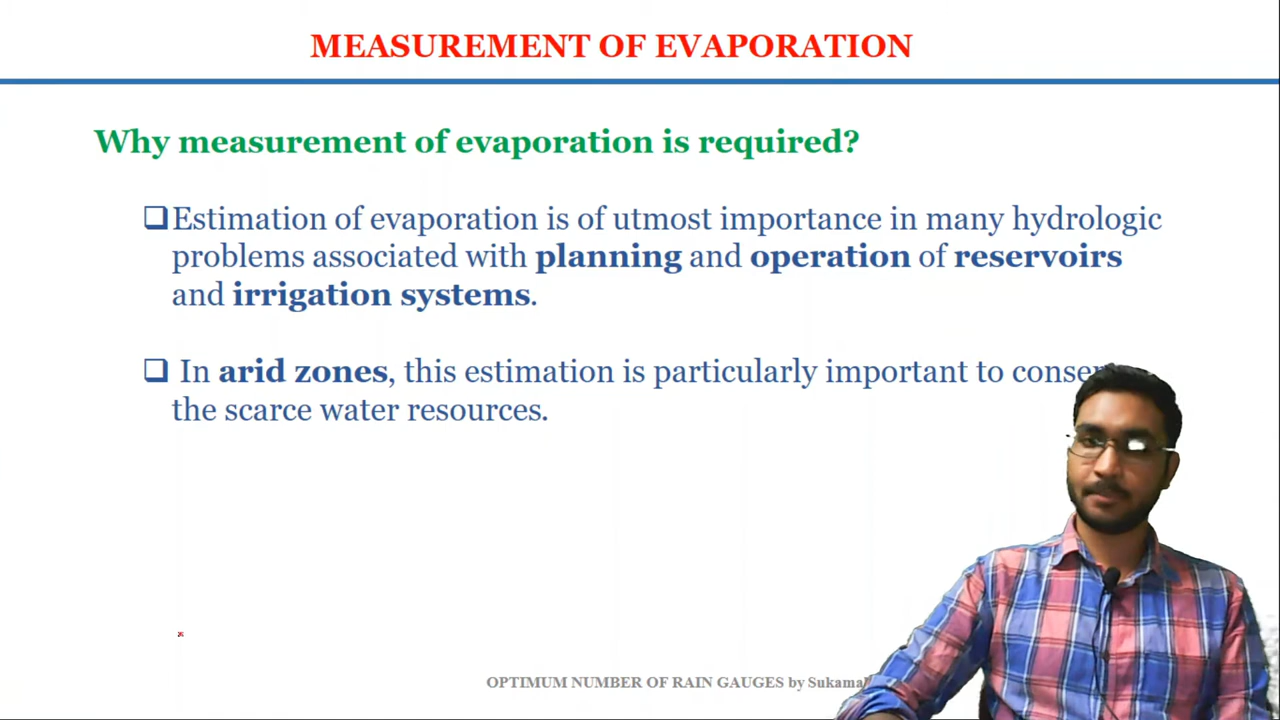 MEASUREMENT OF EVAPORATION
Why measurement of evaporation is required?
Estimation of evaporation is of utmost importance in many hydrologic
problems associated with planning and operation of reservoirs
and irrigation systems.
In arid zones, this estimation is particularly important to
the scarce water resources.
OPTIMUM NUMBER OF RAIN GAUGES by